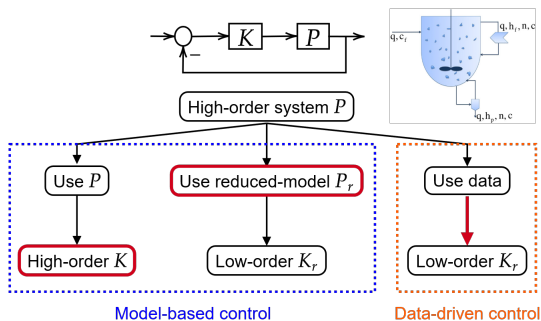 K P
−
q,c_f
q,h_f,n,c
q,h_p,n,c
High-order system P
Use P
Use reduced-model P_r
Use data
High-order K
Low-order K_r
Low-order K_r
Model-based control
Data-driven control